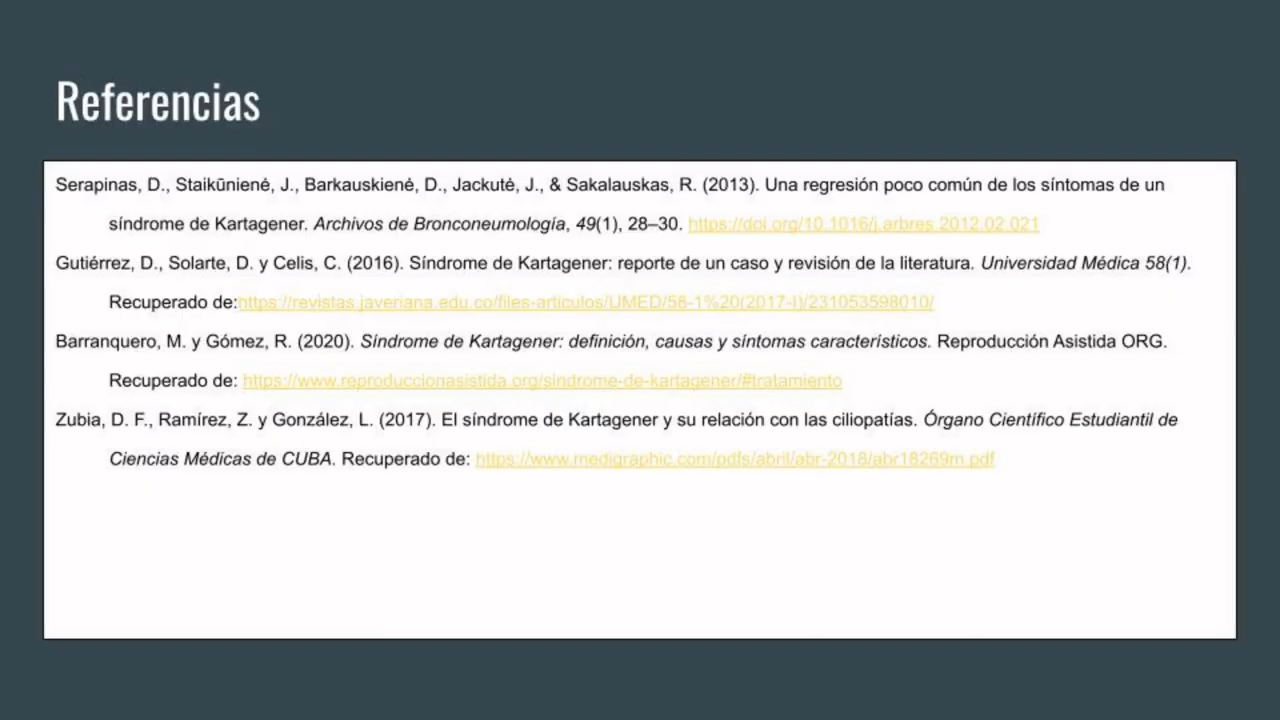 Referencias
Serapinas, D., Staikūnienė, J., Barkauskienė, D., Jackutė, J., & Sakalauskas, R. (2013). Una regresión poco común de los síntomas de un
síndrome de Kartagener. Archivos de Bronconeumología, 49(1), 28–30. https://doi.org/10.1016/j.arbres.2012.02.021
Gutiérrez, D., Solarte, D. y Celis, C. (2016). Síndrome de Kartagener: reporte de un caso y revisión de la literatura. Universidad Médica 58(1).
Recuperado de:https://revistas.javeriana.edu.co/files-articulos/UMED/58-1%20(2017-I)/231053598010/
Barranquero, M. y Gómez, R. (2020). Síndrome de Kartagener: definición, causas y síntomas característicos. Reproducción Asistida ORG.
Recuperado de: https://www.reproduccionasistida.org/sindrome-de-kartagener/#tratamiento
Zubia, D. F., Ramírez, Z. y González, L. (2017). El síndrome de Kartagener y su relación con las ciliopatías. Órgano Científico Estudiantil de
Ciencias Médicas de CUBA. Recuperado de: https://www.medigraphic.com/pdfs/abril/abr-2018/abr18269m.pdf